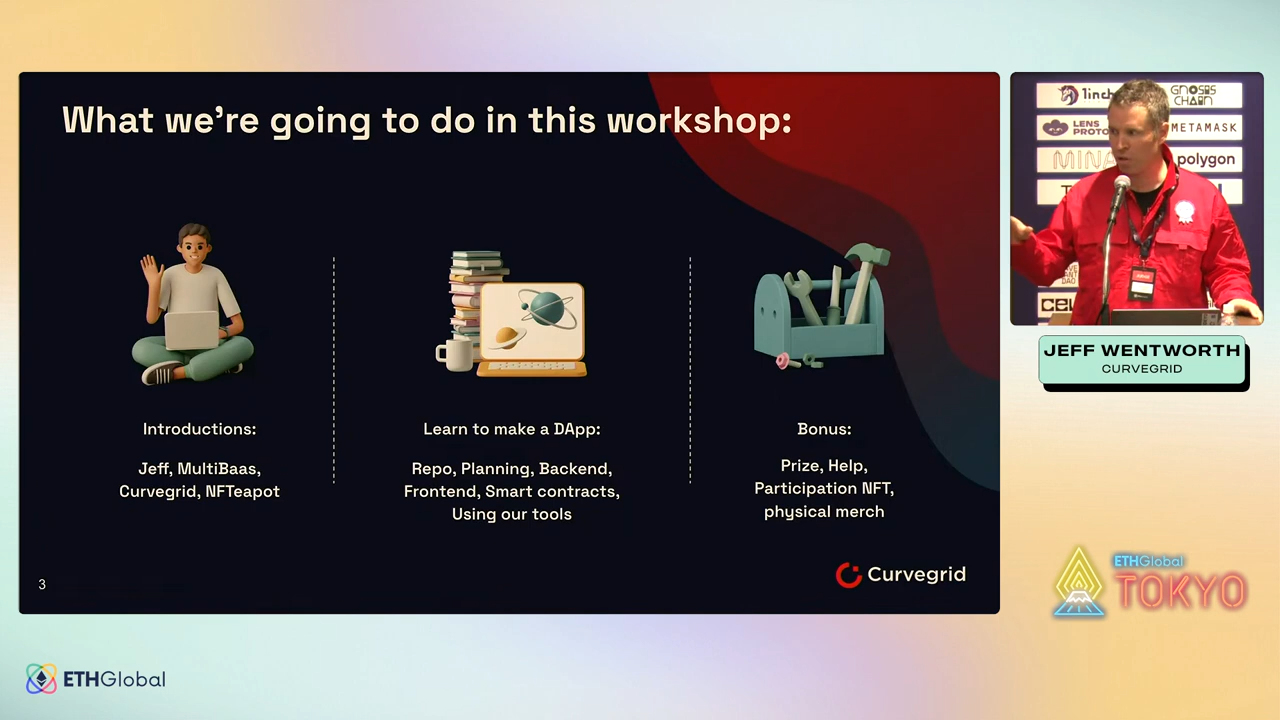 What we're going to do in this workshop:
Introductions:
Jeff, MultiBaas,
Curvegrid, NFTeapot
Learn to make a DApp:
Repo, Planning, Backend,
Frontend, Smart contracts,
Using our tools
Bonus:
Prize, Help,
Participation NFT,
physical merch
3
Curvegrid
1inch
GNOSIS
CHAIN
LENS
PROTO
METAMASK
MINA
polygon
DAO
JEFF WENTWORTH
CURVEGRID
ETHGlobal
TOKYO
ETHGlobal